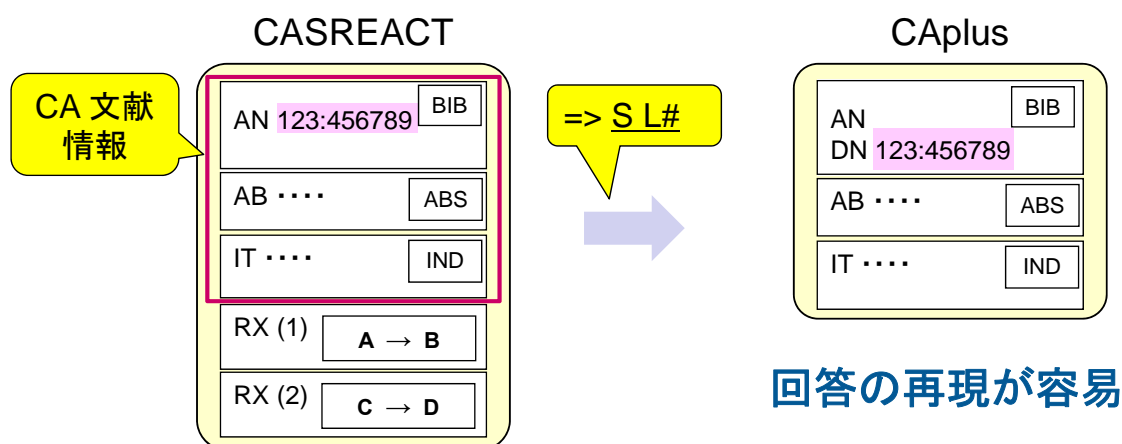 CASREACT
CA 文献
情報
AN 123:456789
BIB
AB ････
ABS
IT ････
IND
RX (1)
A → B
RX (2)
C → D
=> S L#
CAplus
AN
DN 123:456789
BIB
AB ････
ABS
IT ････
IND
回答の再現が容易